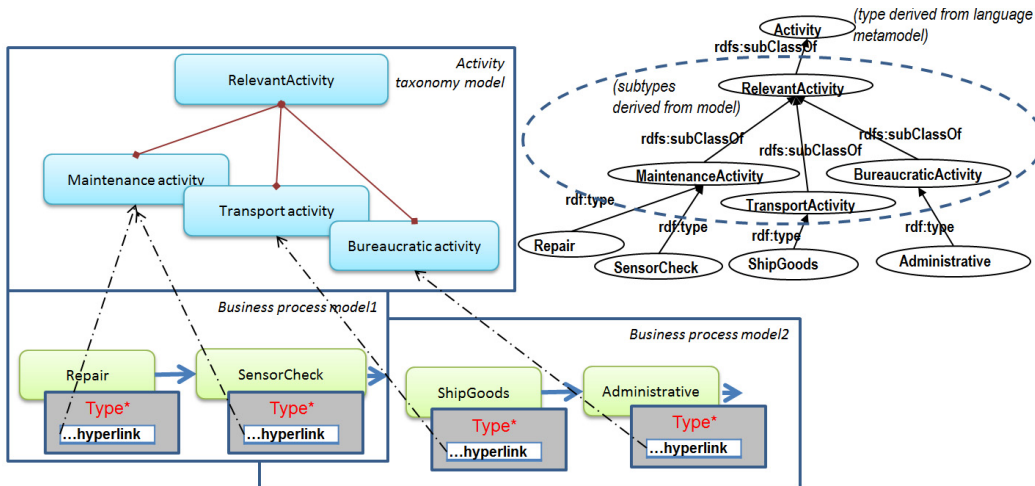 Activity
taxonomy model
RelevantActivity
Maintenance activity
Transport activity
Bureaucratic activity
Business process model1
Repair
SensorCheck
Type*
...hyperlink
Type*
...hyperlink
Business process model2
ShipGoods
Administrative
Type*
...hyperlink
Type*
...hyperlink
(type derived from language
metamodel)
Activity
rdfs:subClassOf
RelevantActivity
(subtypes
derived from model)
rdfs:subClassOf
rdfs:subClassOf
rdfs:subClassOf
MaintenanceActivity
BureaucraticActivity
TransportActivity
rdf:type
rdf:type
rdf:type
rdf:type
Repair
SensorCheck
ShipGoods
Administrative